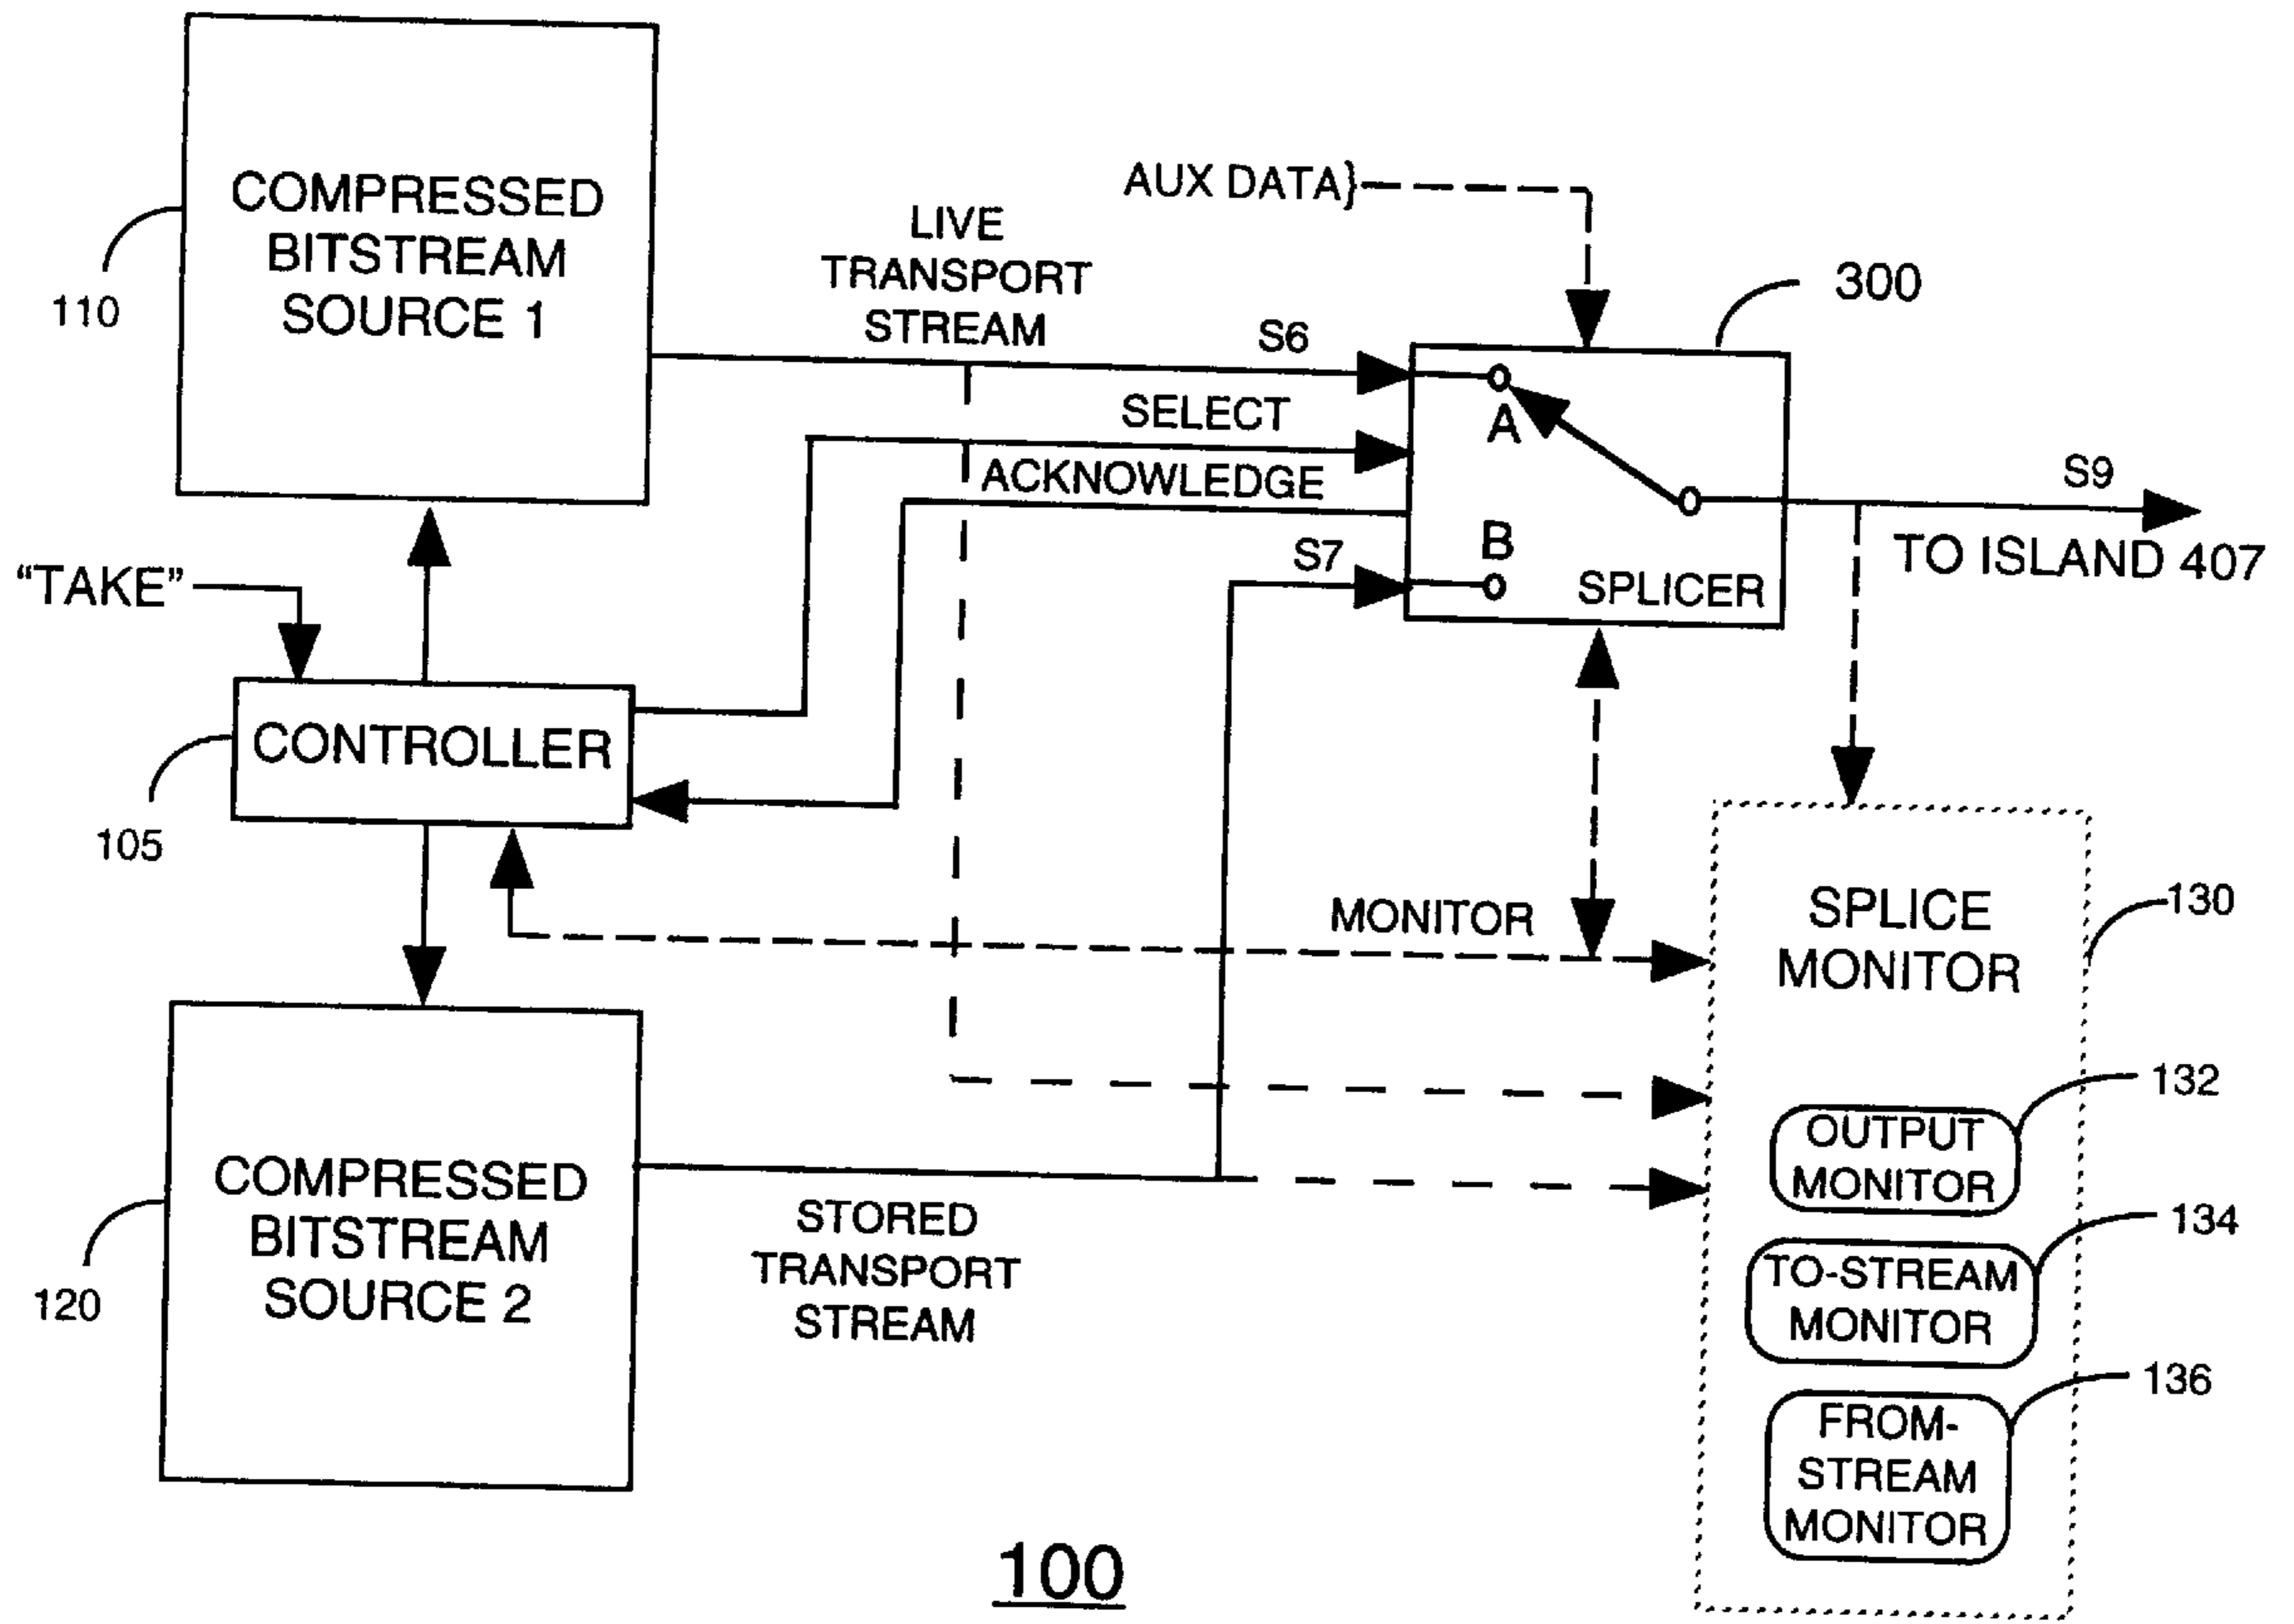 COMPRESSED
BITSTREAM
SOURCE 1
110
LIVE
TRANSPORT
STREAM
AUX DATA}
300
S6
SELECT
ACKNOWLEDGE
S7
A
B
SPLICER
S9
TO ISLAND 407
“TAKE”
CONTROLLER
105
MONITOR
SPLICE
MONITOR
130
OUTPUT
MONITOR
132
TO-STREAM
MONITOR
134
FROM-
STREAM
MONITOR
136
COMPRESSED
BITSTREAM
SOURCE 2
120
STORED
TRANSPORT
STREAM
100